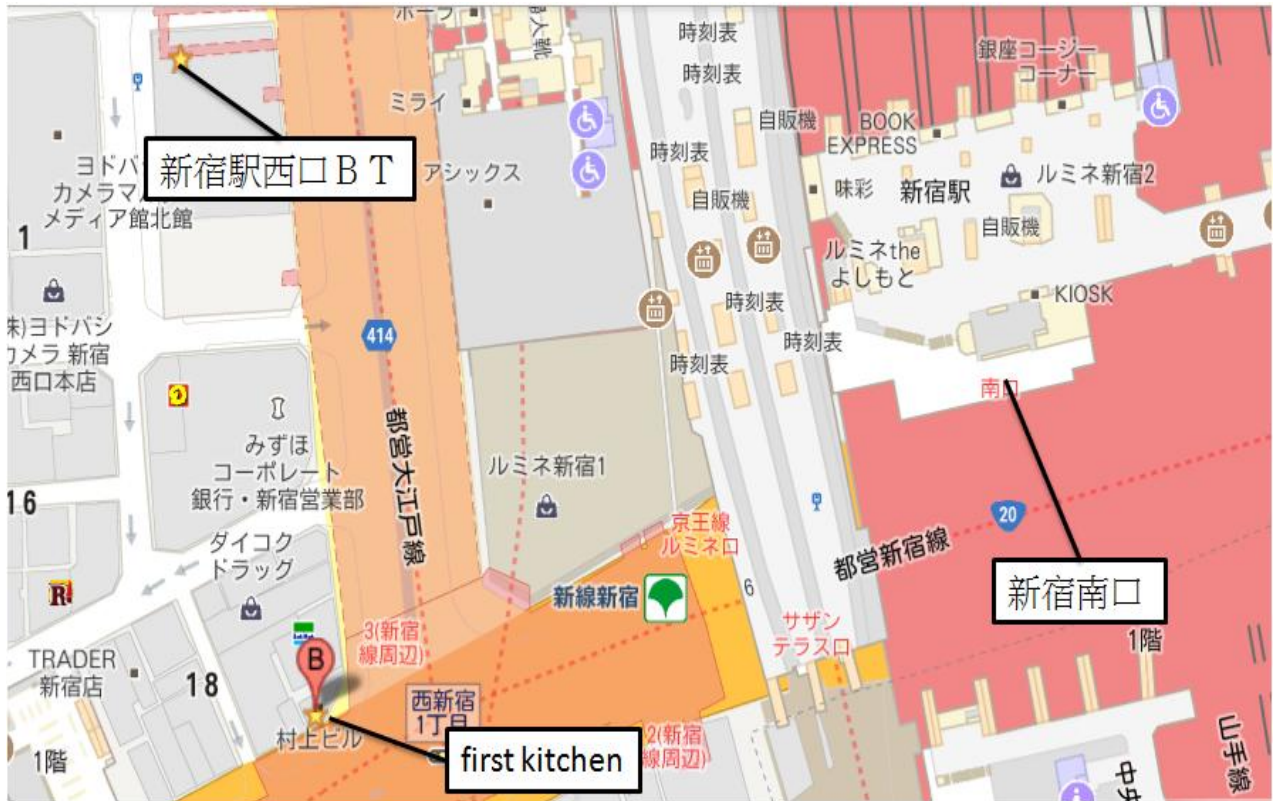 ホープ
婦人靴
時刻表
時刻表
銀座コージー
コーナー
ミライ
自販機
BOOK
EXPRESS
新宿駅西口ＢＴ
アシックス
時刻表
味彩
新宿駅
ルミネ新宿2
ヨドバシ
カメラマル
メディア館北館
自販機
自販機
1
ルミネthe
よしもと
KIOSK
(株)ヨドバシ
カメラ 新宿
西口本店
414
時刻表
時刻表
時刻表
南口
都営大江戸線
みずほ
コーポレート
銀行・新宿営業部
ルミネ新宿1
16
20
京王線
ルミネ口
都営新宿線
ダイコク
ドラッグ
R
新線新宿
6
新宿南口
サザン
テラス口
1階
3(新宿
線周辺)
B
TRADER
新宿店
18
西新宿
1丁目
村上ビル
first kitchen
2(新宿
線周辺)
1階
中央
山手線